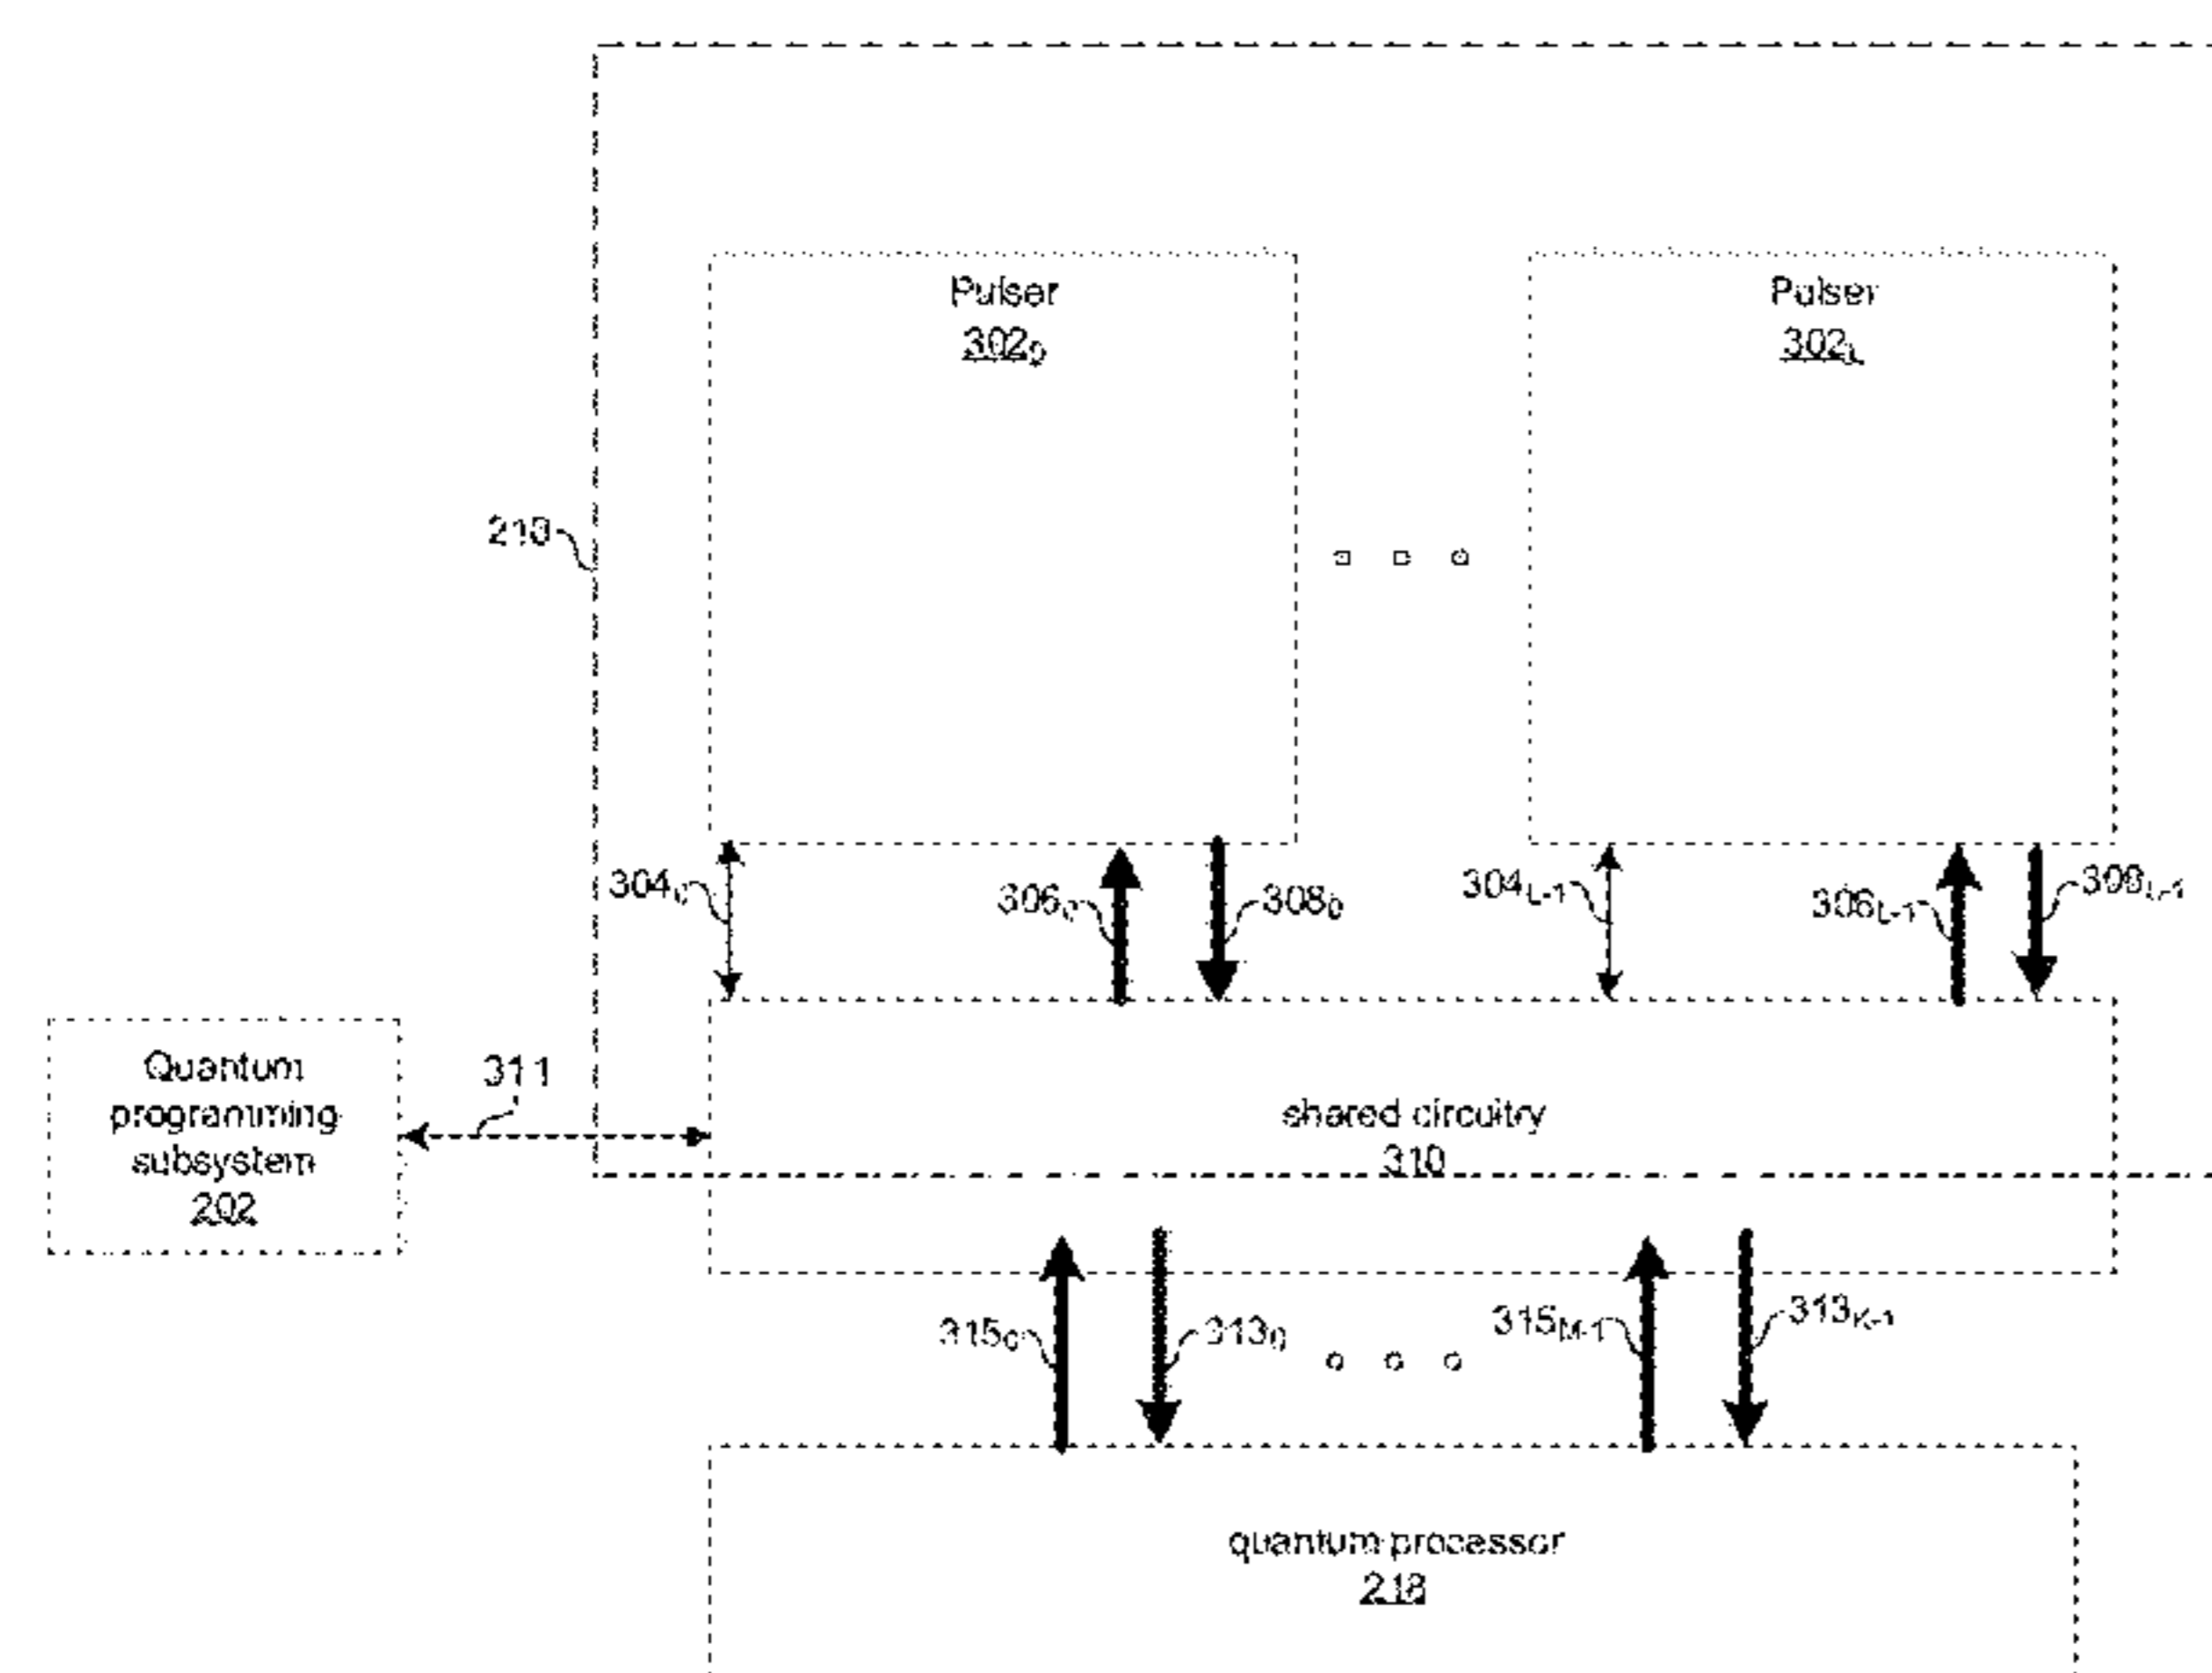 Pulser
302₀
Pulser
302L
210
304₀
306₀
308₀
304L-1
306L-1
308L-1
Quantum
programming
subsystem
202
311
shared circuitry
310
315₀
313₀
315M-1
313K-1
quantum processor
218